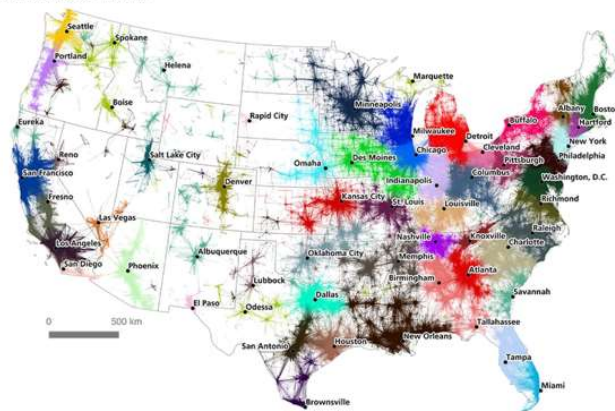 Seattle
Spokane
Portland
Helena
Marquette
Minneapolis
Boise
Rapid City
Albany
Boston
Buffalo
Hartford
Milwaukee
Detroit
Eureka
Chicago
Cleveland
New York
Reno
Salt Lake City
Omaha
Des Moines
Pittsburgh
Philadelphia
San Francisco
Denver
Indianapolis
Columbus
Washington, D.C.
Fresno
Kansas City
St. Louis
Louisville
Richmond
Las Vegas
Nashville
Knoxville
Raleigh
Los Angeles
Albuquerque
Oklahoma City
Memphis
Charlotte
San Diego
Phoenix
Birmingham
Atlanta
Lubbock
Dallas
Savannah
El Paso
Odessa
0 500 km
Tallahassee
San Antonio
Houston
New Orleans
Tampa
Miami
Brownsville